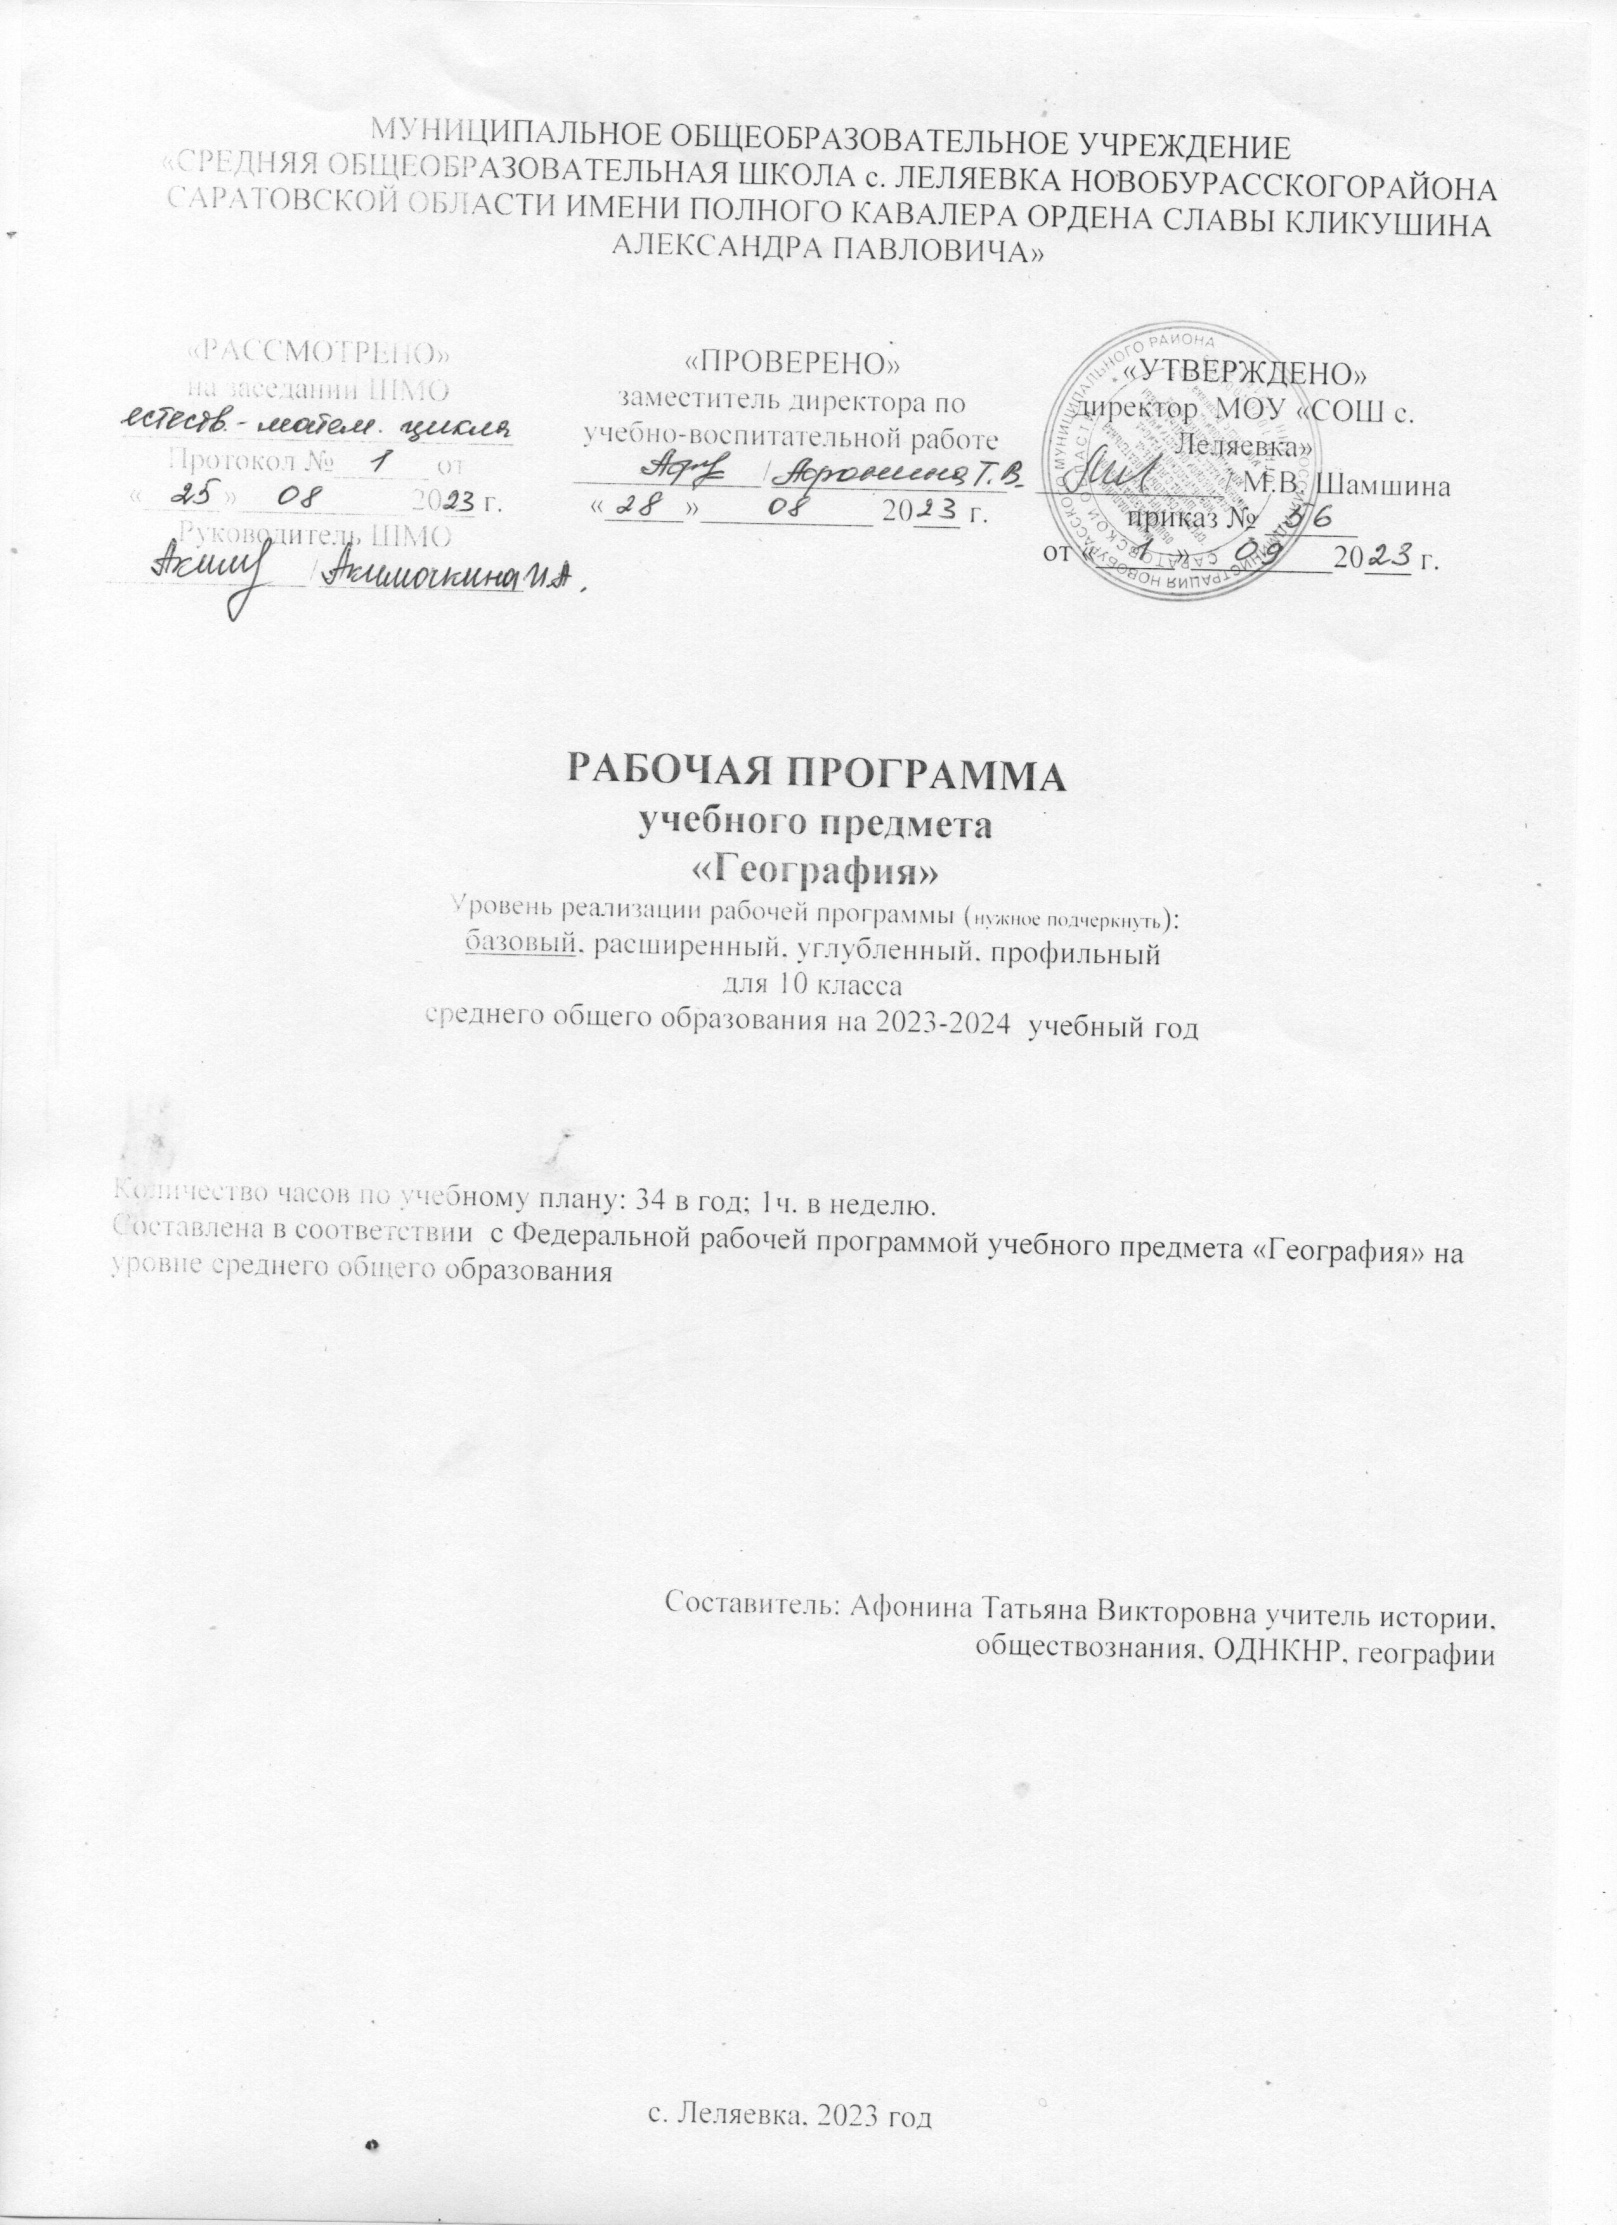 МУНИЦИПАЛЬНОЕ ОБЩЕОБРАЗОВАТЕЛЬНОЕ УЧРЕЖДЕНИЕ
«СРЕДНЯЯ ОБЩЕОБРАЗОВАТЕЛЬНАЯ ШКОЛА с. ЛЕЛЯЕВКА НОВОБУРАССКОГОРАЙОНА
САРАТОВСКОЙ ОБЛАСТИ ИМЕНИ ПОЛНОГО КАВАЛЕРА ОРДЕНА СЛАВЫ КЛИКУШИНА
АЛЕКСАНДРА ПАВЛОВИЧА»
«РАССМОТРЕНО»
на заседании ШМО
естеств.- матем. цикла
Протокол № 1 от
« 25 » 08 2023 г.
Руководитель ШМО
/ Акимочкина И.А.
«ПРОВЕРЕНО»
заместитель директора по
учебно-воспитательной работе
/ Афонина Т.В.
« 28 » 08 2023 г.
«УТВЕРЖДЕНО»
директор МОУ «СОШ с.
Леляевка»
/ М.В. Шамшина
приказ № 56
от « 1 » 09 2023 г.
РАБОЧАЯ ПРОГРАММА
учебного предмета
«География»
Уровень реализации рабочей программы (нужное подчеркнуть):
базовый, расширенный, углубленный, профильный
для 10 класса
среднего общего образования на 2023-2024 учебный год
Количество часов по учебному плану: 34 в год; 1ч. в неделю.
Составлена в соответствии с Федеральной рабочей программой учебного предмета «География» на
уровне среднего общего образования
Составитель: Афонина Татьяна Викторовна учитель истории,
обществознания, ОДНКНР, географии
с. Леляевка, 2023 год